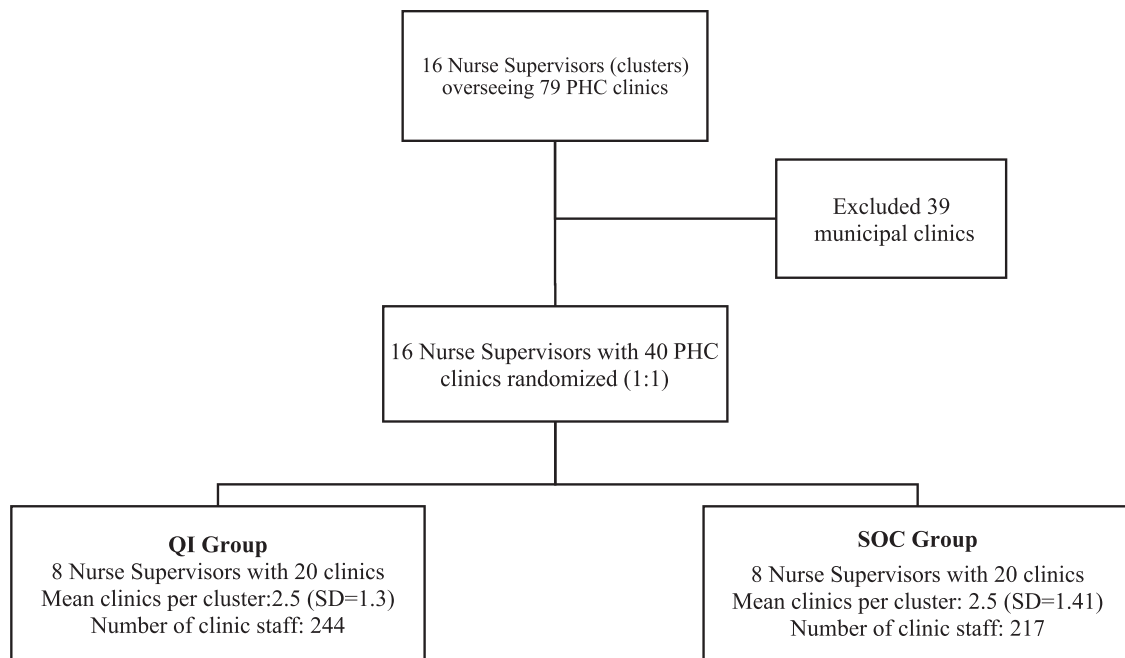 16 Nurse Supervisors (clusters)
overseeing 79 PHC clinics
Excluded 39
municipal clinics
16 Nurse Supervisors with 40 PHC
clinics randomized (1:1)
QI Group
8 Nurse Supervisors with 20 clinics
Mean clinics per cluster:2.5 (SD=1.3)
Number of clinic staff: 244
SOC Group
8 Nurse Supervisors with 20 clinics
Mean clinics per cluster: 2.5 (SD=1.41)
Number of clinic staff: 217